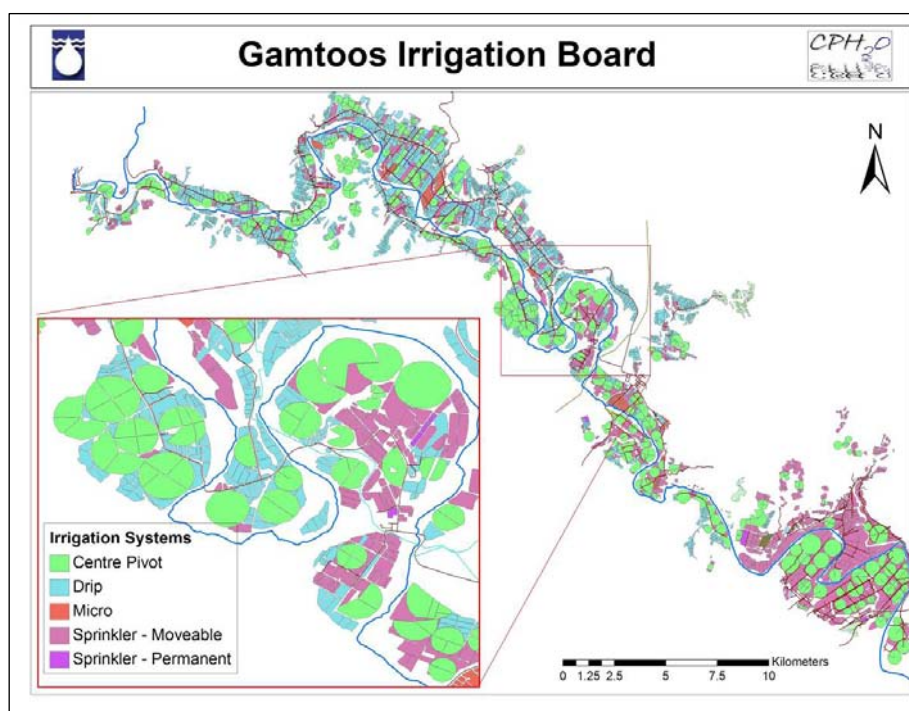 Gamtoos Irrigation Board
CPH2O
N
Irrigation Systems
Centre Pivot
Drip
Micro
Sprinkler - Moveable
Sprinkler - Permanent
Kilometers
0 1.25 2.5 5 7.5 10